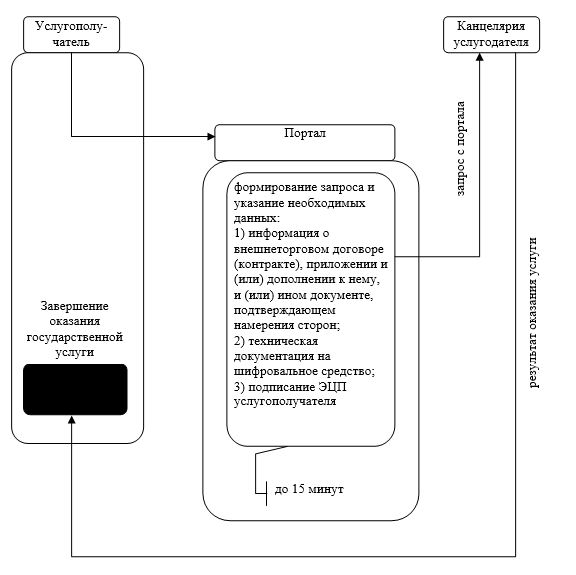 Услугополу-
чатель
Канцелярия
услугодателя
Портал
запрос с портала
формирование запроса и
указание необходимых
данных:
1) информация о
внешнеторговом договоре
(контракте), приложении и
(или) дополнении к нему,
и (или) ином документе,
подтверждающем
намерения сторон;
2) техническая
документация на
шифровальное средство;
3) подписание ЭЦП
услугополучателя
результат оказания услуги
Завершение
оказания
государственной
услуги
до 15 минут